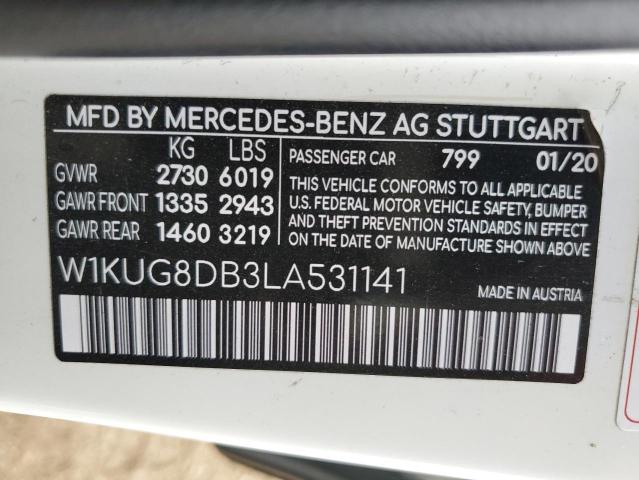 MFD BY MERCEDES-BENZ AG STUTTGART
KG LBS
GVWR 2730 6019
GAWR FRONT 1335 2943
GAWR REAR 1460 3219
PASSENGER CAR 799 01/20
THIS VEHICLE CONFORMS TO ALL APPLICABLE
U.S. FEDERAL MOTOR VEHICLE SAFETY, BUMPER
AND THEFT PREVENTION STANDARDS IN EFFECT
ON THE DATE OF MANUFACTURE SHOWN ABOVE.
W1KUG8DB3LA531141
MADE IN AUSTRIA